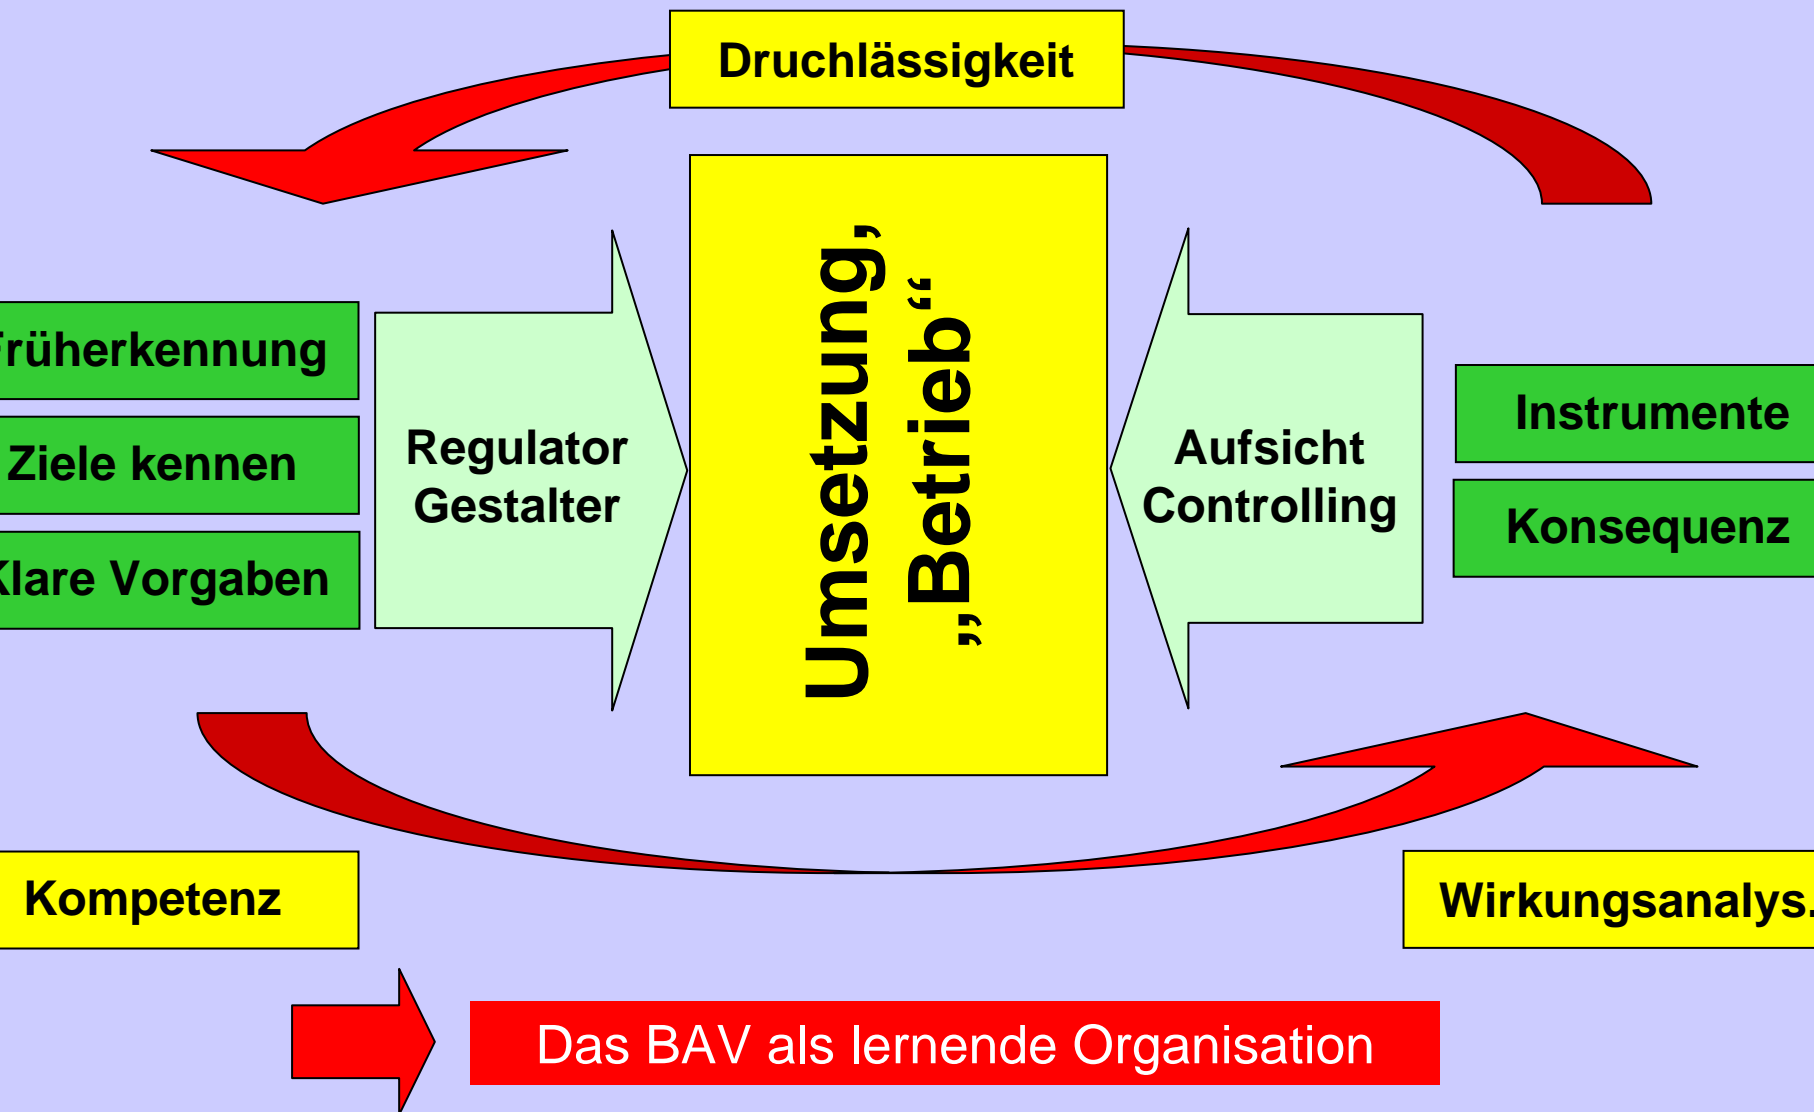 Druchlässigkeit
Früherkennung
Ziele kennen
Klare Vorgaben
Regulator
Gestalter
Umsetzung,
„Betrieb“
Aufsicht
Controlling
Instrumente
Konsequenz
Kompetenz
Wirkungsanalys.
Das BAV als lernende Organisation